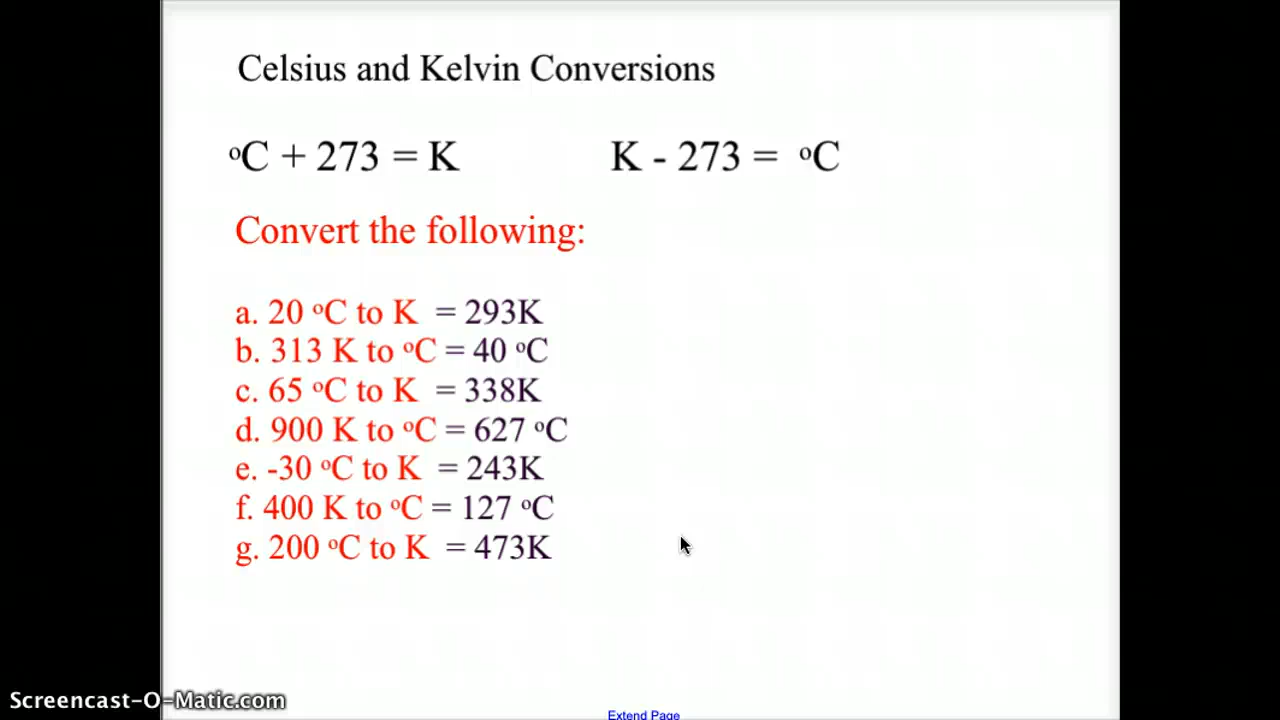 Celsius and Kelvin Conversions
ºC + 273 = K K - 273 = ºC
Convert the following:
a. 20 ºC to K = 293K
b. 313 K to ºC = 40 ºC
c. 65 ºC to K = 338K
d. 900 K to ºC = 627 ºC
e. -30 ºC to K = 243K
f. 400 K to ºC = 127 ºC
g. 200 ºC to K = 473K
Screencast-O-Matic.com
Extend Page